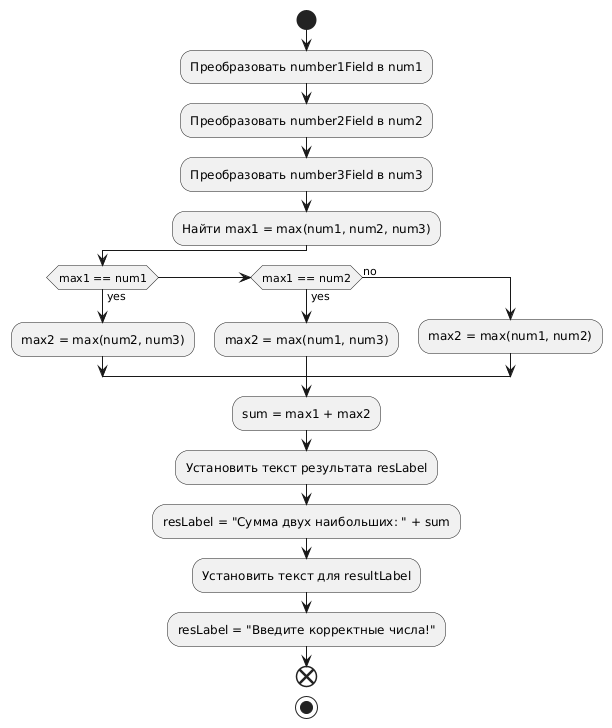 Преобразовать number1Field в num1
Преобразовать number2Field в num2
Преобразовать number3Field в num3
Найти max1 = max(num1, num2, num3)
max1 == num1
max1 == num2
no
yes
yes
max2 = max(num2, num3)
max2 = max(num1, num3)
max2 = max(num1, num2)
sum = max1 + max2
Установить текст результата resLabel
resLabel = "Сумма двух наибольших: " + sum
Установить текст для resultLabel
resLabel = "Введите корректные числа!"